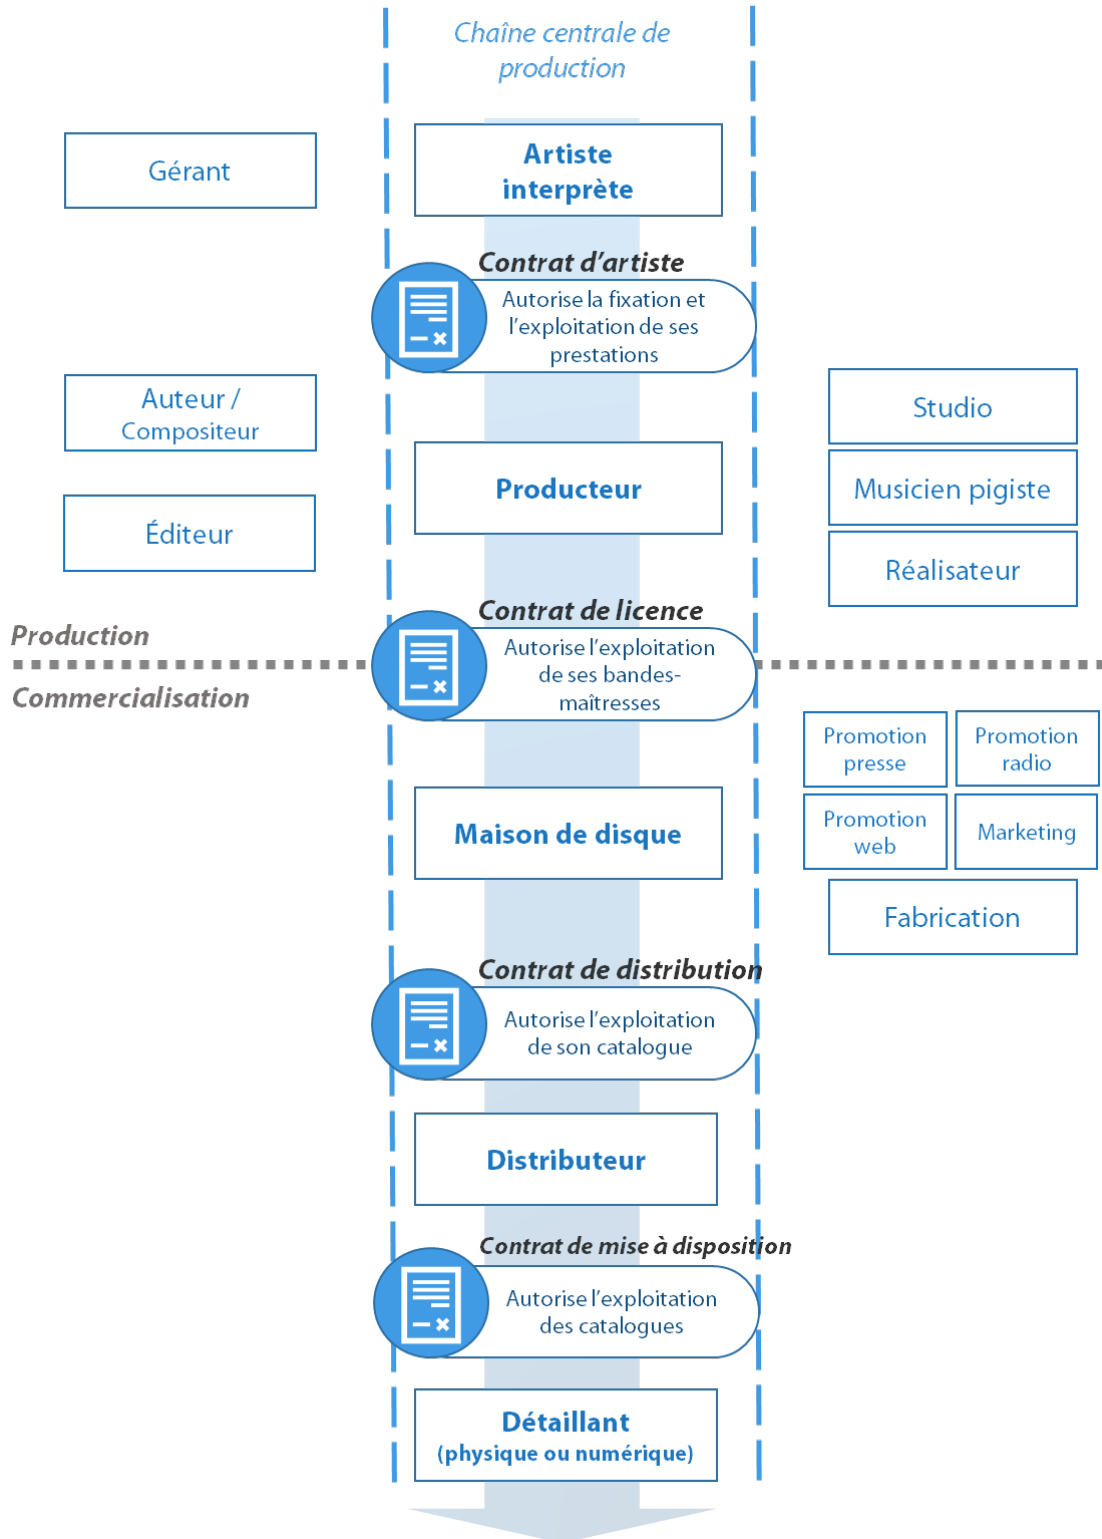 Chaîne centrale de
production
Gérant
Artiste
interprète
Contrat d'artiste
Autorise la fixation et
l'exploitation de ses
prestations
Auteur /
Compositeur
Studio
Producteur
Musicien pigiste
Éditeur
Réalisateur
Contrat de licence
Production
Autorise l'exploitation
de ses bandes-
maîtresses
Commercialisation
Promotion
presse
Promotion
radio
Maison de disque
Promotion
web
Marketing
Fabrication
Contrat de distribution
Autorise l'exploitation
de son catalogue
Distributeur
Contrat de mise à disposition
Autorise l'exploitation
des catalogues
Détaillant
(physique ou numérique)